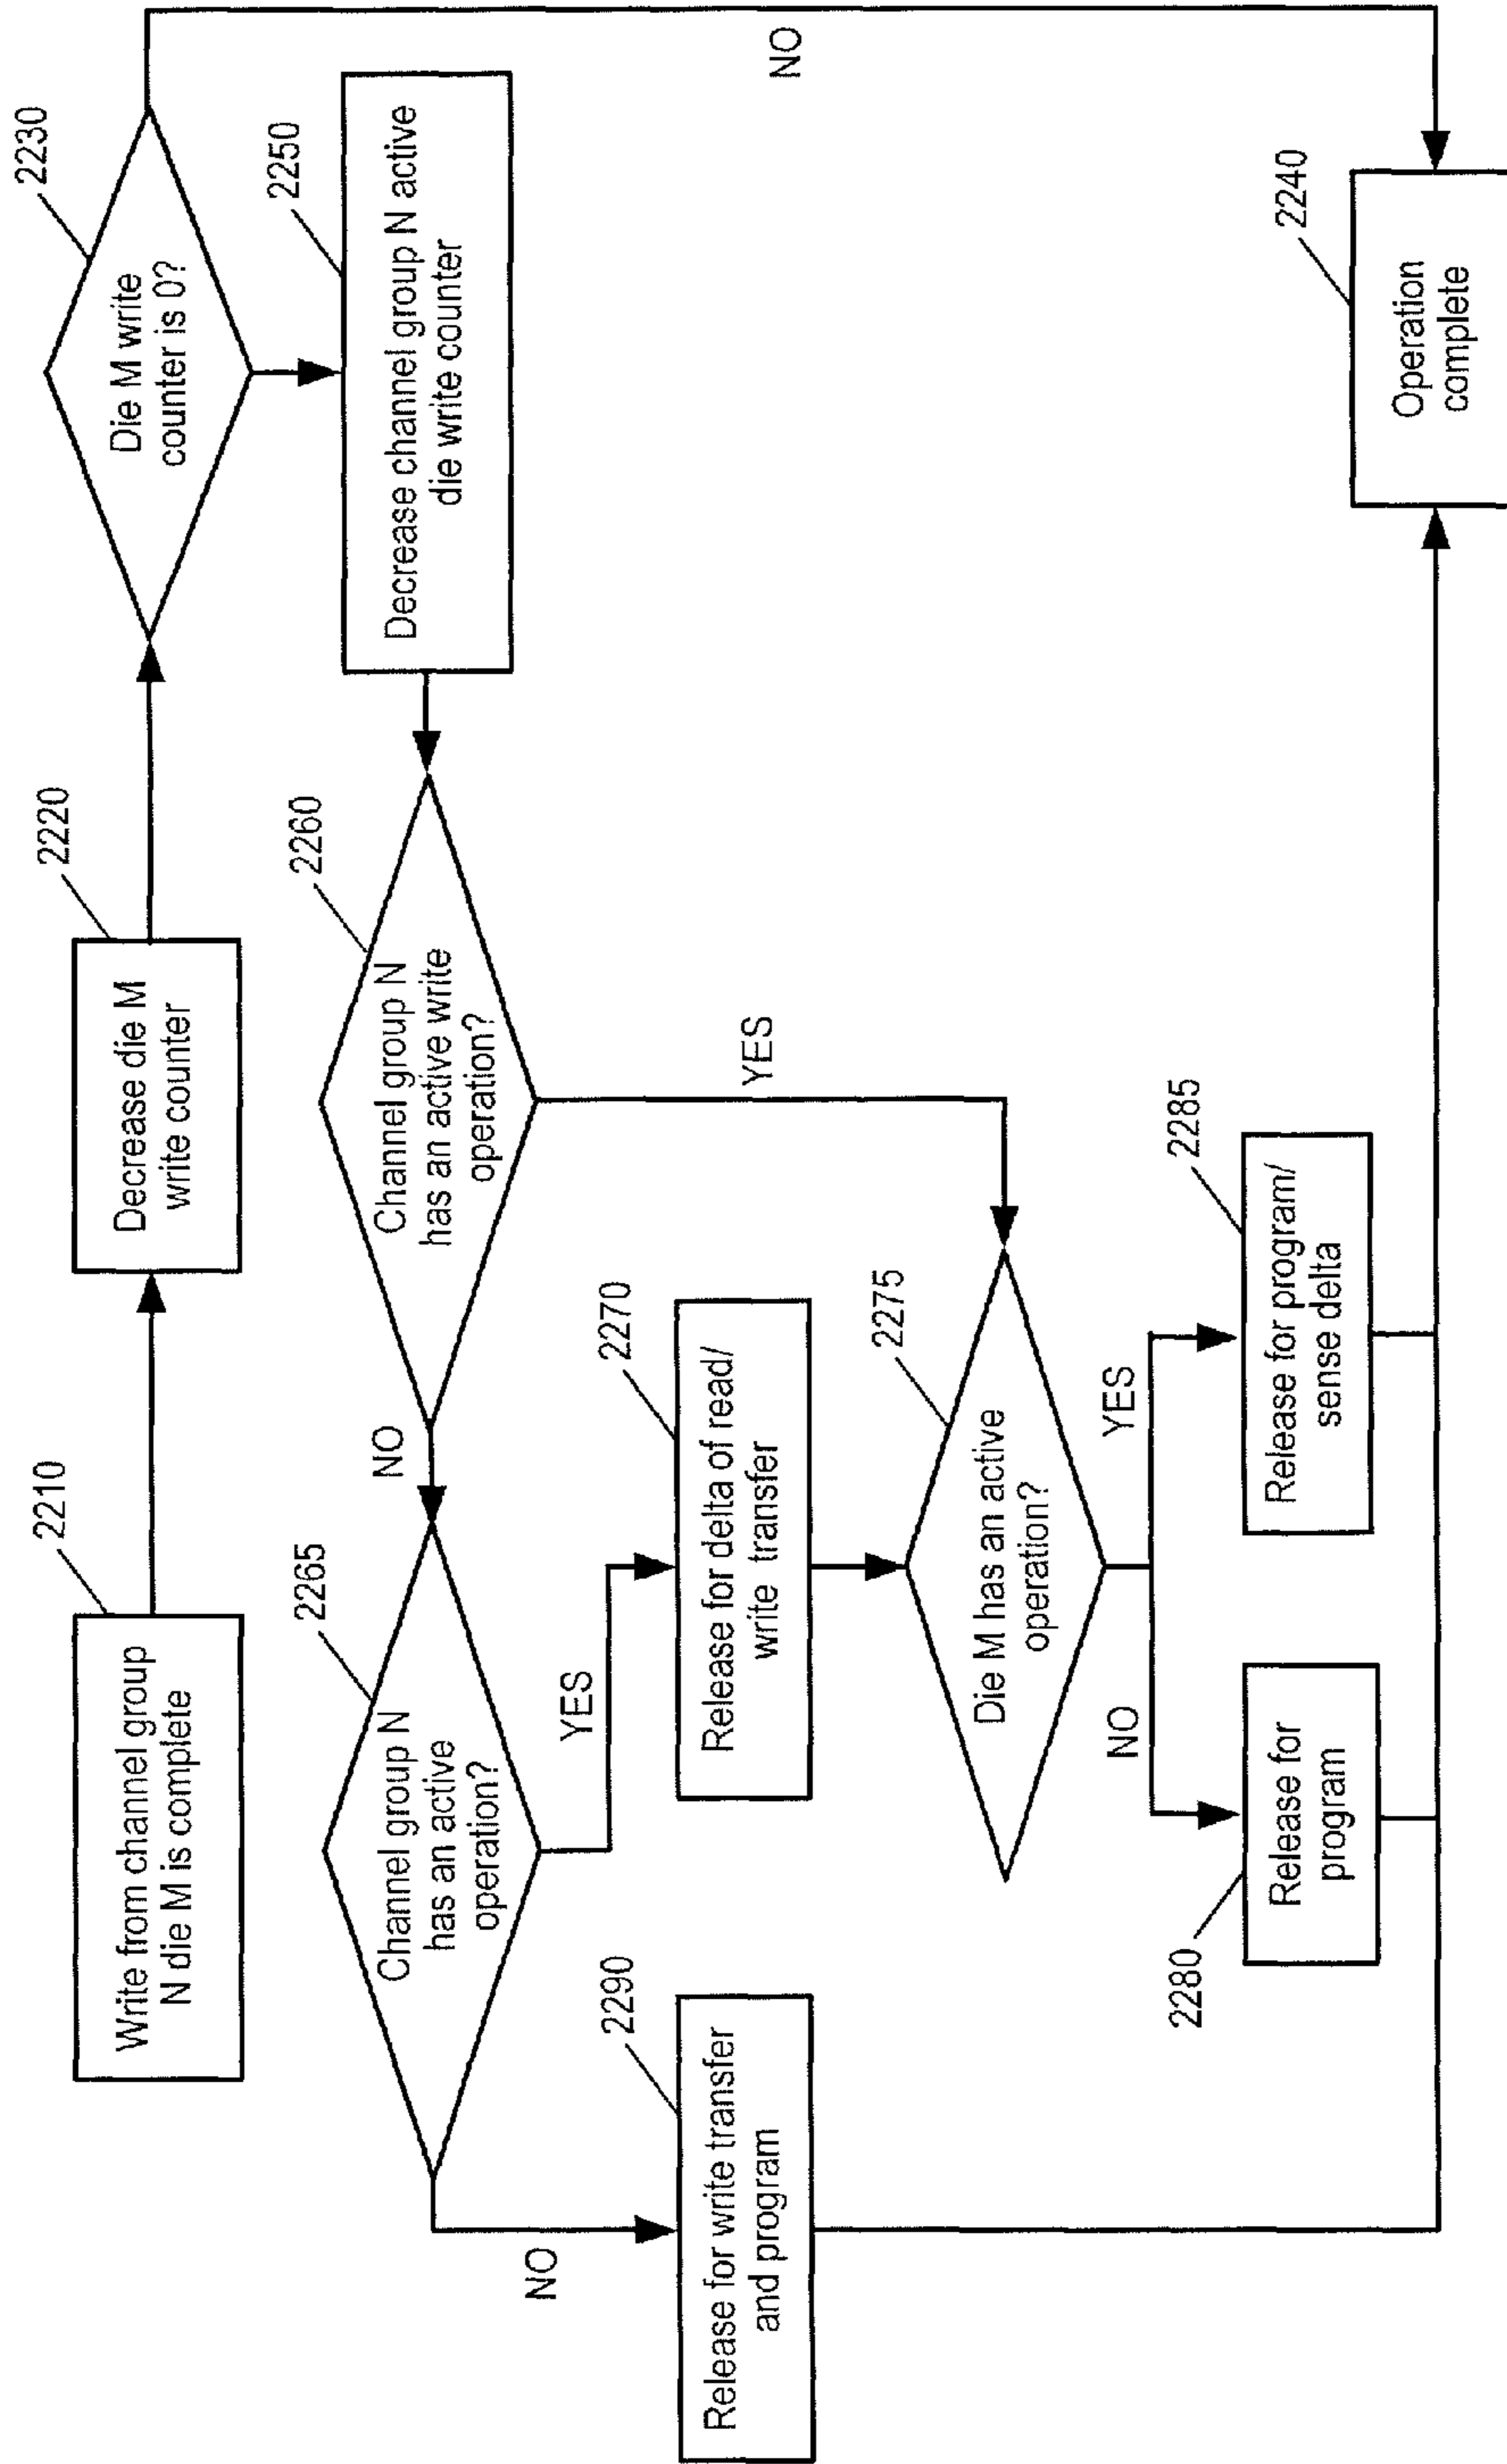 2210
Write from channel group
N die M is complete
2220
Decrease die M
write counter
2230
Die M write
counter is 0?
NO
2250
Decrease channel group N active
die write counter
2260
Channel group N
has an active write
operation?
NO
YES
2265
Channel group N
has an active
operation?
NO
YES
2290
Release for write transfer
and program
2270
Release for delta of read/
write transfer
2275
Die M has an active
operation?
NO
YES
2280
Release for
program
2285
Release for program/
sense delta
2240
Operation
complete